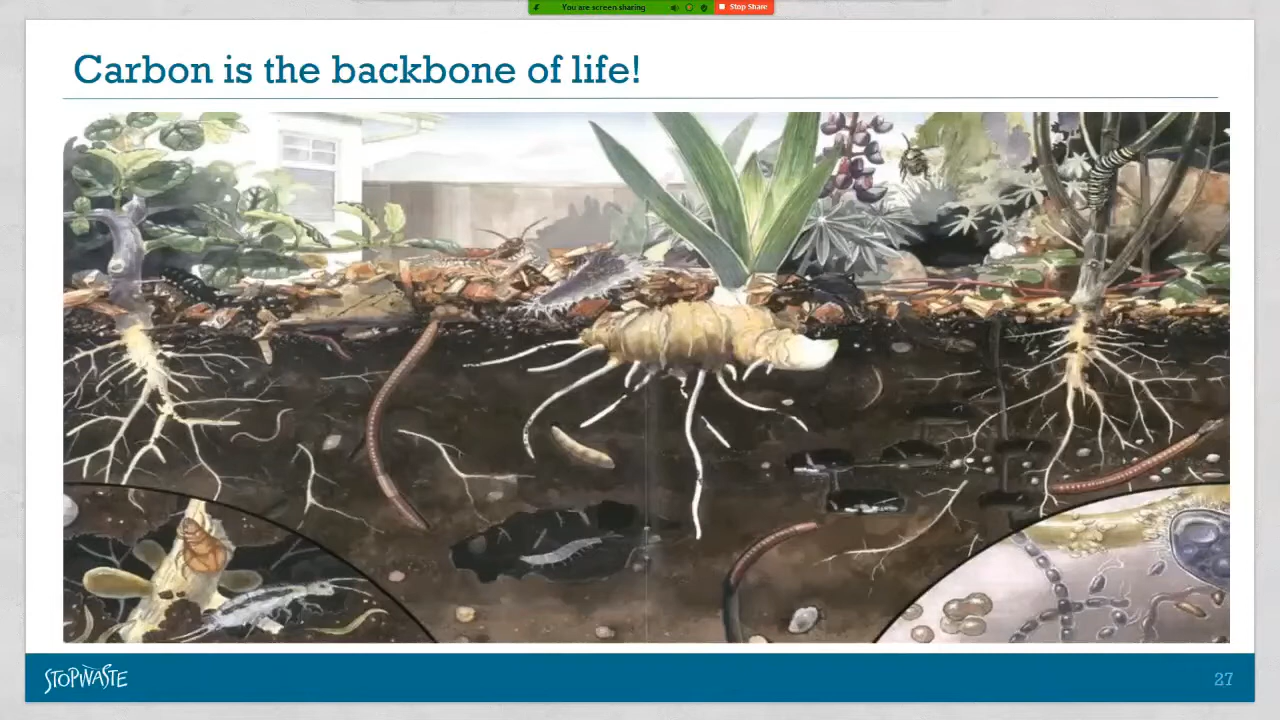 You are screen sharing
Stop Share
Carbon is the backbone of life!
STOPWASTE
27